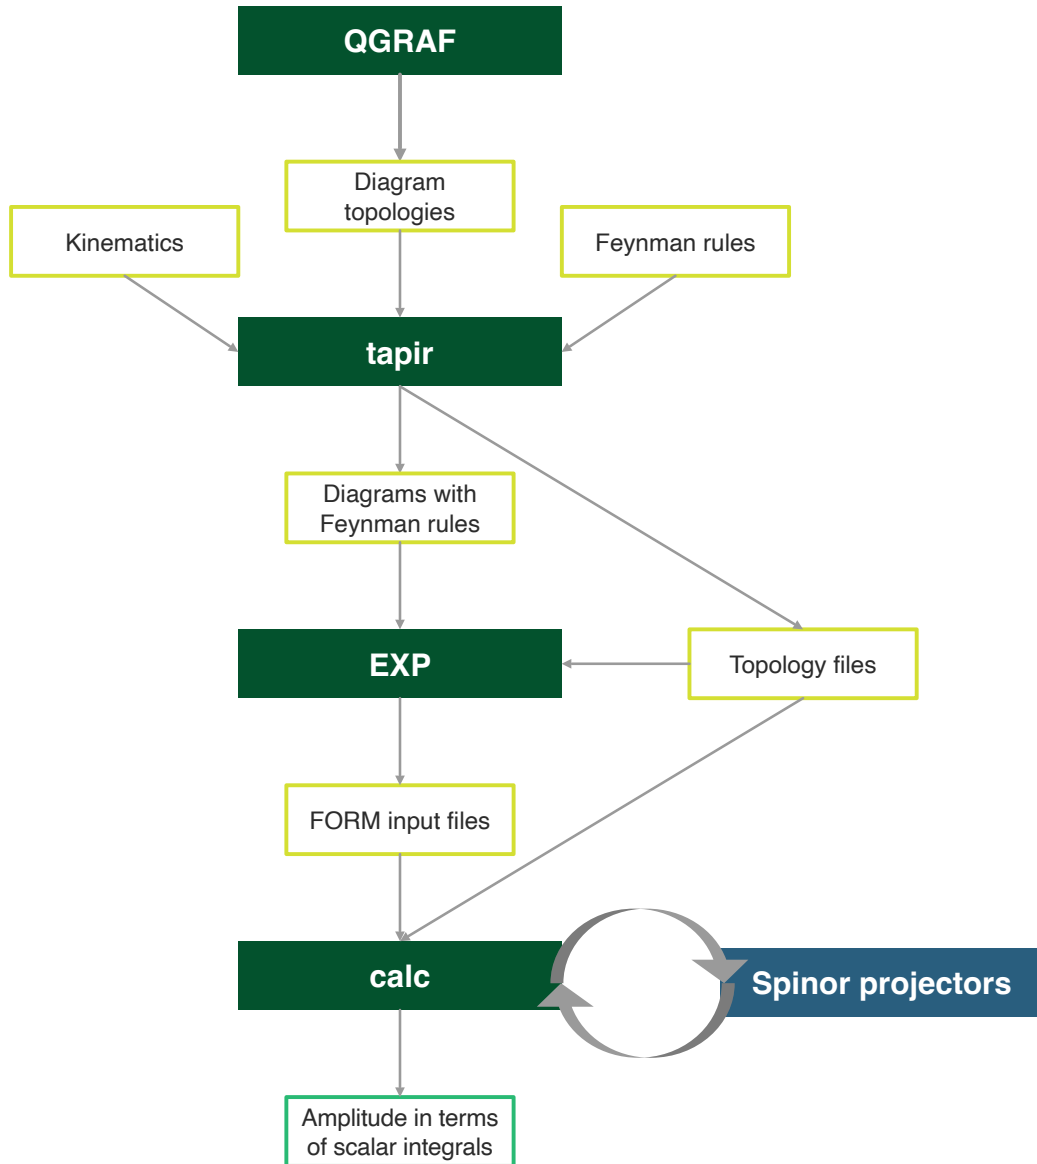 QGRAF
Diagram
topologies
Kinematics
Feynman rules
tapir
Diagrams with
Feynman rules
EXP
Topology files
FORM input files
calc
Spinor projectors
Amplitude in terms
of scalar integrals